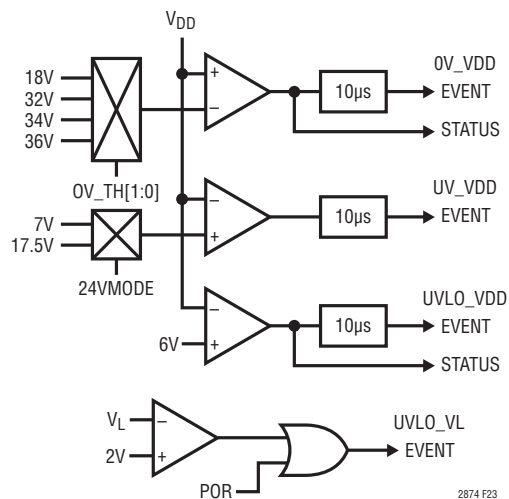 VDD
18V
32V
34V
36V
+
−
10µs
0V_VDD
EVENT
STATUS
OV_TH[1:0]
7V
17.5V
−
+
10µs
UV_VDD
EVENT
24VMODE
6V
−
+
10µs
UVLO_VDD
EVENT
STATUS
VL
2V
−
+
POR
UVLO_VL
EVENT
2874 F23